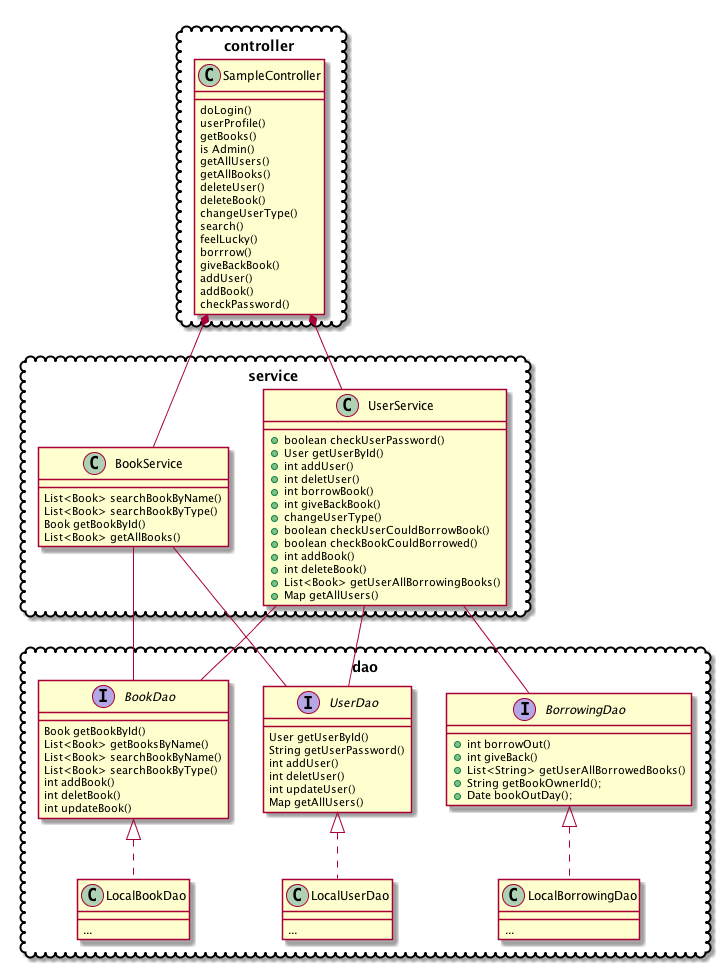 controller
C SampleController
doLogin()
userProfile()
getBooks()
is Admin()
getAllUsers()
getAllBooks()
deleteUser()
deleteBook()
changeUserType()
search()
feelLucky()
borrrow()
giveBackBook()
addUser()
addBook()
checkPassword()
service
C BookService
List<Book> searchBookByName()
List<Book> searchBookByType()
Book getBookById()
List<Book> getAllBooks()
C UserService
boolean checkUserPassword()
User getUserById()
int addUser()
int deletUser()
int borrowBook()
int giveBackBook()
changeUserType()
boolean checkUserCouldBorrowBook()
boolean checkBookCouldBorrowed()
int addBook()
int deleteBook()
List<Book> getUserAllBorrowingBooks()
Map getAllUsers()
dao
I BookDao
Book getBookById()
List<Book> getBooksByName()
List<Book> searchBookByName()
List<Book> searchBookByType()
int addBook()
int deletBook()
int updateBook()
I UserDao
User getUserById()
String getUserPassword()
int addUser()
int deletUser()
int updateUser()
Map getAllUsers()
I BorrowingDao
int borrowOut()
int giveBack()
List<String> getUserAllBorrowedBooks()
String getBookOwnerId();
Date bookOutDay();
C LocalBookDao
...
C LocalUserDao
...
C LocalBorrowingDao
...